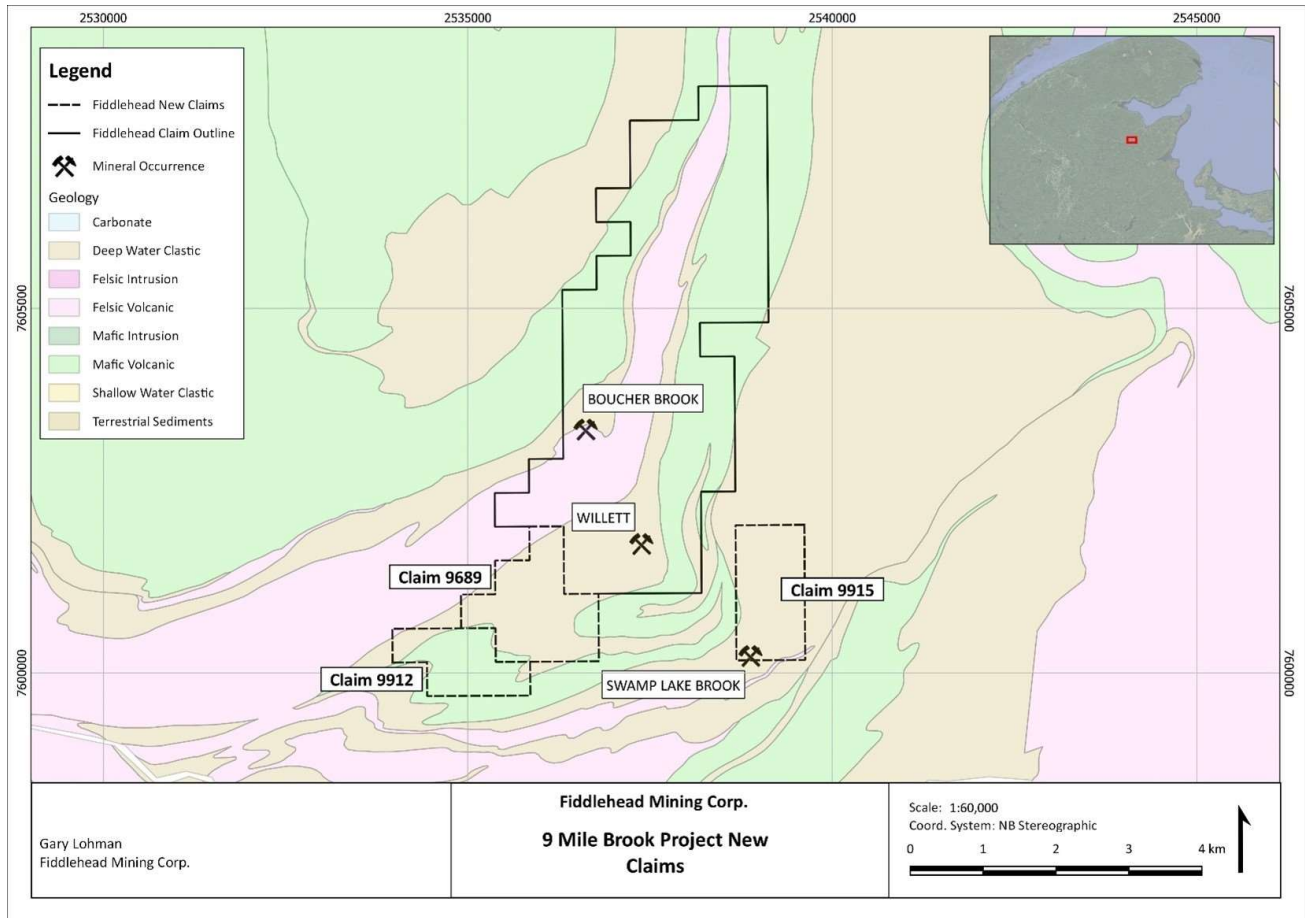 2530000
2535000
2540000
2545000
Legend
Fiddlehead New Claims
Fiddlehead Claim Outline
Mineral Occurrence
Geology
Carbonate
Deep Water Clastic
Felsic Intrusion
Felsic Volcanic
Mafic Intrusion
Mafic Volcanic
Shallow Water Clastic
Terrestrial Sediments
7605000
7605000
BOUCHER BROOK
WILLETT
Claim 9689
Claim 9915
7600000
7600000
Claim 9912
SWAMP LAKE BROOK
Gary Lohman
Fiddlehead Mining Corp.
Fiddlehead Mining Corp.
9 Mile Brook Project New
Claims
Scale: 1:60,000
Coord. System: NB Stereographic
0 1 2 3 4 km